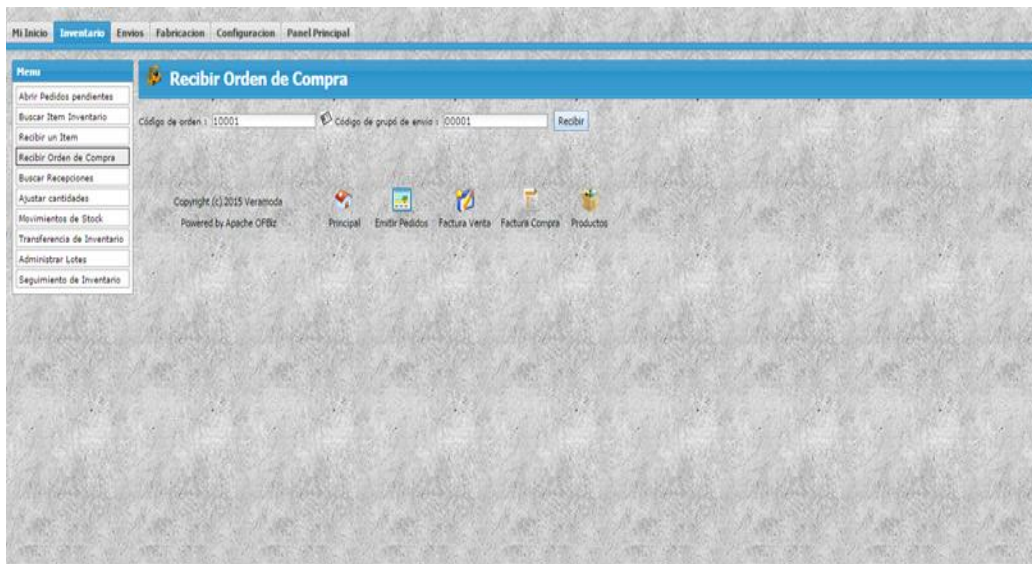 Mi Inicio Inventario Envios Fabricacion Configuracion Panel Principal
Menu
Abrir Pedidos pendientes
Buscar Item Inventario
Recibir un Item
Recibir Orden de Compra
Buscar Recepciones
Ajustar cantidades
Movimientos de Stock
Transferencia de Inventario
Administrar Lotes
Seguimiento de Inventario
Recibir Orden de Compra
Código de orden : 10001 Código de grupo de envio : 00001 Recibir
Copyright (c) 2015 Veramoda
Powered by Apache OFBiz
Principal Emitir Pedidos Factura Venta Factura Compra Productos